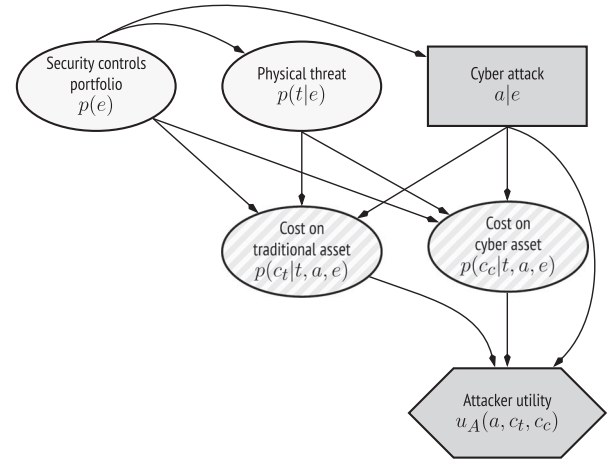 Security controls
portfolio
p(e)
Physical threat
p(t|e)
Cyber attack
a|e
Cost on
traditional asset
p(c_t|t, a, e)
Cost on
cyber asset
p(c_c|t, a, e)
Attacker utility
u_A(a, c_t, c_c)